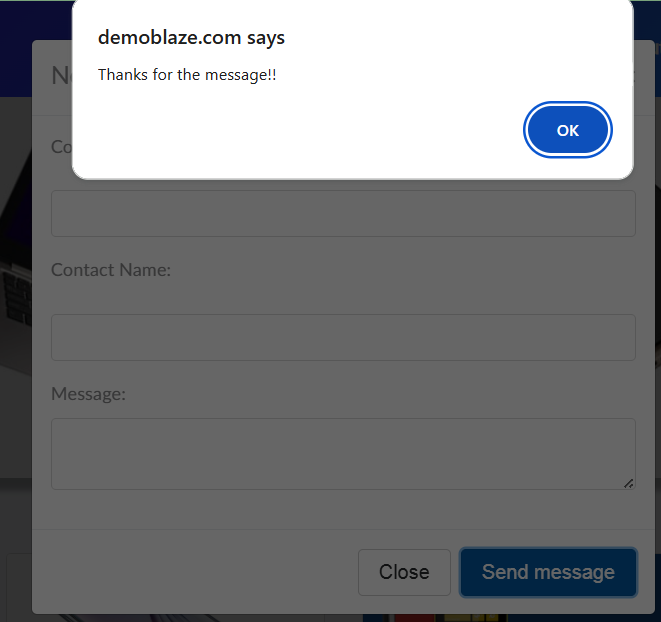 demoblaze.com says
Thanks for the message!!
OK
Contact Name:
Message:
Close
Send message